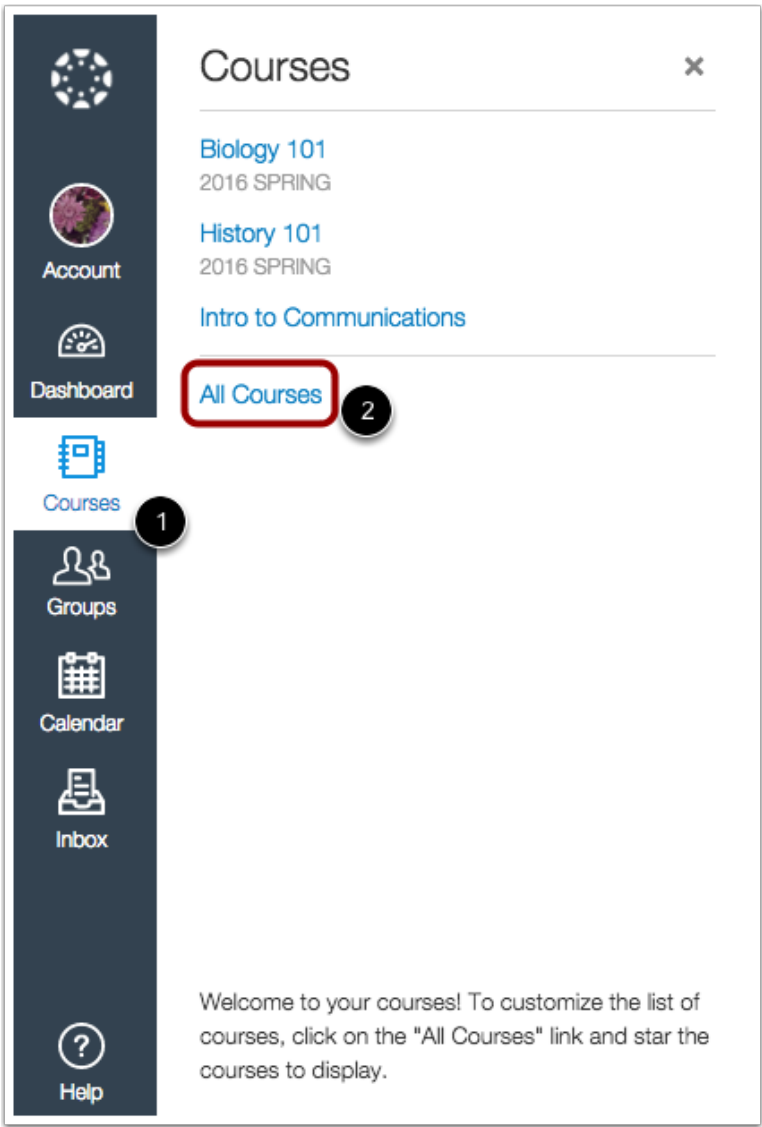 Courses
Biology 101
2016 SPRING
History 101
2016 SPRING
Intro to Communications
All Courses
2
Account
Dashboard
Courses
1
Groups
Calendar
Inbox
Help
Welcome to your courses! To customize the list of
courses, click on the "All Courses" link and star the
courses to display.